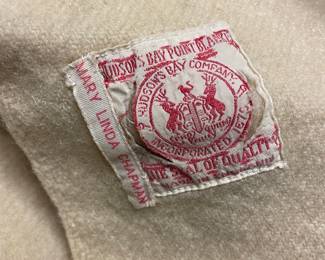 HUDSON'S BAY POINT BLANKET
HUDSON'S BAY COMPANY
INCORPORATED 1670
THE SEAL OF QUALITY
MARY LINDA CHAPMAN